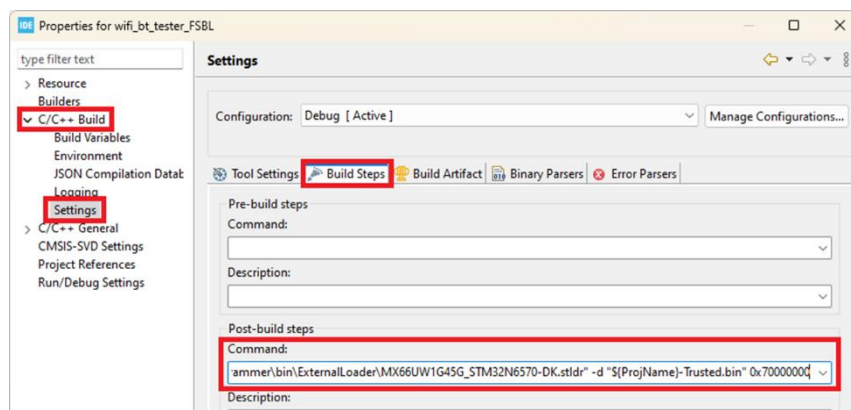 IDE Properties for wifi_bt_tester_FSBL
type filter text
Settings
Resource
Builders
C/C++ Build
Build Variables
Environment
JSON Compilation Datab
Logging
Settings
C/C++ General
CMSIS-SVD Settings
Project References
Run/Debug Settings
Configuration: Debug [ Active ] Manage Configurations...
Tool Settings Build Steps Build Artifact Binary Parsers Error Parsers
Pre-build steps
Command:
Description:
Post-build steps
Command:
ammer\bin\ExternalLoader\MX66UW1G45G_STM32N6570-DK.stldr" -d "${ProjName}-Trusted.bin" 0x70000000
Description: